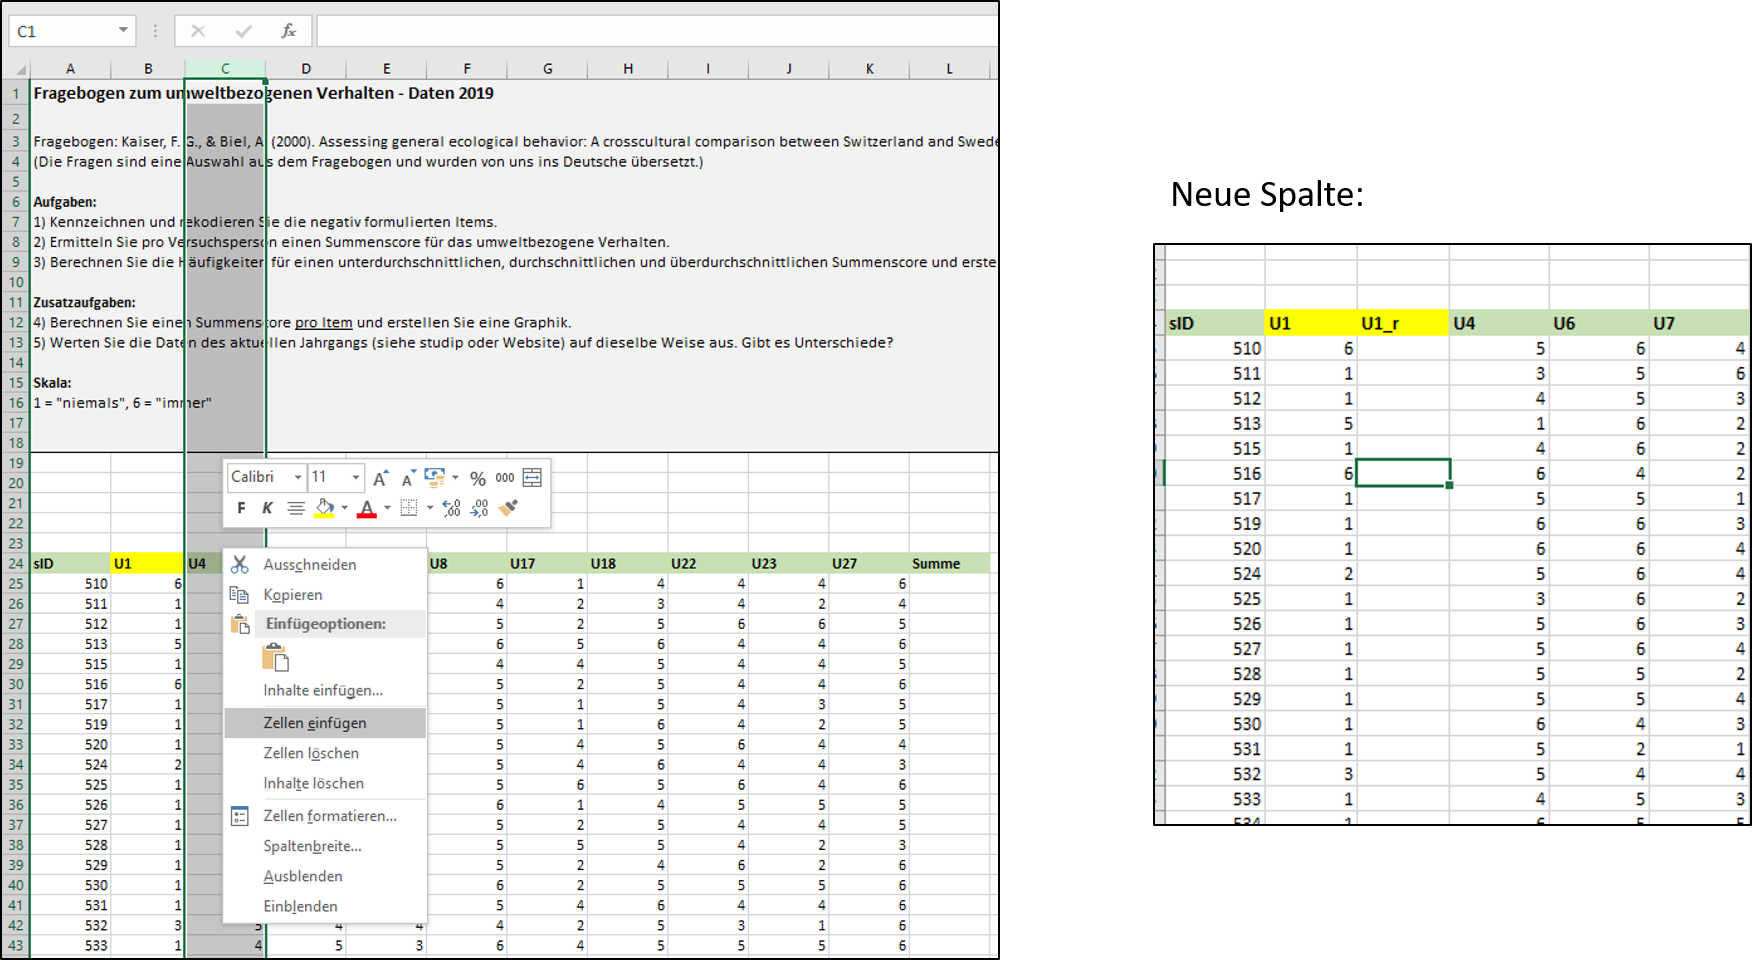 C1
fx
A B C D E F G H I J K L
1 Fragebogen zum umweltbezogenen Verhalten - Daten 2019
2
3 Fragebogen: Kaiser, F. G., & Biel, A. (2000). Assessing general ecological behavior: A crosscultural comparison between Switzerland and Swede
4 (Die Fragen sind eine Auswahl aus dem Fragebogen und wurden von uns ins Deutsche übersetzt.)
5
6 Aufgaben:
7 1) Kennzeichnen und rekodieren Sie die negativ formulierten Items.
8 2) Ermitteln Sie pro Versuchsperson einen Summenscore für das umweltbezogene Verhalten.
9 3) Berechnen Sie die Häufigkeiten für einen unterdurchschnittlichen, durchschnittlichen und überdurchschnittlichen Summenscore und erste
10
11 Zusatzaufgaben:
12 4) Berechnen Sie einen Summenscore pro Item und erstellen Sie eine Graphik.
13 5) Werten Sie die Daten des aktuellen Jahrgangs (siehe studip oder Website) auf dieselbe Weise aus. Gibt es Unterschiede?
14
15 Skala:
16 1 = "niemals", 6 = "immer"
17
18
19
20
21
22
23
24 sID U1 U4 U8 U17 U18 U22 U23 U27 Summe
25 510 6 6 1 4 4 4 6
26 511 1 4 2 3 4 2 4
27 512 1 5 2 5 6 6 5
28 513 5 6 5 6 4 4 6
29 515 1 4 4 5 4 4 5
30 516 6 5 2 5 4 4 6
31 517 1 5 1 5 4 3 5
32 519 1 5 1 6 4 2 5
33 520 1 5 4 5 6 4 4
34 524 2 5 4 6 4 4 3
35 525 1 5 6 5 6 4 6
36 526 1 6 1 4 5 5 5
37 527 1 5 2 5 4 4 5
38 528 1 5 5 5 4 2 3
39 529 1 5 2 4 6 2 6
40 530 1 6 2 5 5 5 6
41 531 1 5 4 6 4 4 6
42 532 3 5 4 4 4 2 5 3 1 6
43 533 1 4 5 3 6 4 5 5 5 6
Calibri 11 A A % 000
F K A ,00 ,00
Ausschneiden
Kopieren
Einfügeoptionen:
Inhalte einfügen...
Zellen einfügen
Zellen löschen
Inhalte löschen
Zellen formatieren...
Spaltenbreite...
Ausblenden
Einblenden
Neue Spalte:
sID U1 U1_r U4 U6 U7
510 6 5 6 4
511 1 3 5 6
512 1 4 5 3
513 5 1 6 2
515 1 4 6 2
516 6 6 4 2
517 1 5 5 1
519 1 6 6 3
520 1 6 6 4
524 2 5 6 4
525 1 3 6 2
526 1 5 6 3
527 1 5 6 4
528 1 5 5 2
529 1 5 5 4
530 1 6 4 3
531 1 5 2 1
532 3 5 4 4
533 1 4 5 3
534 1 6 5 5